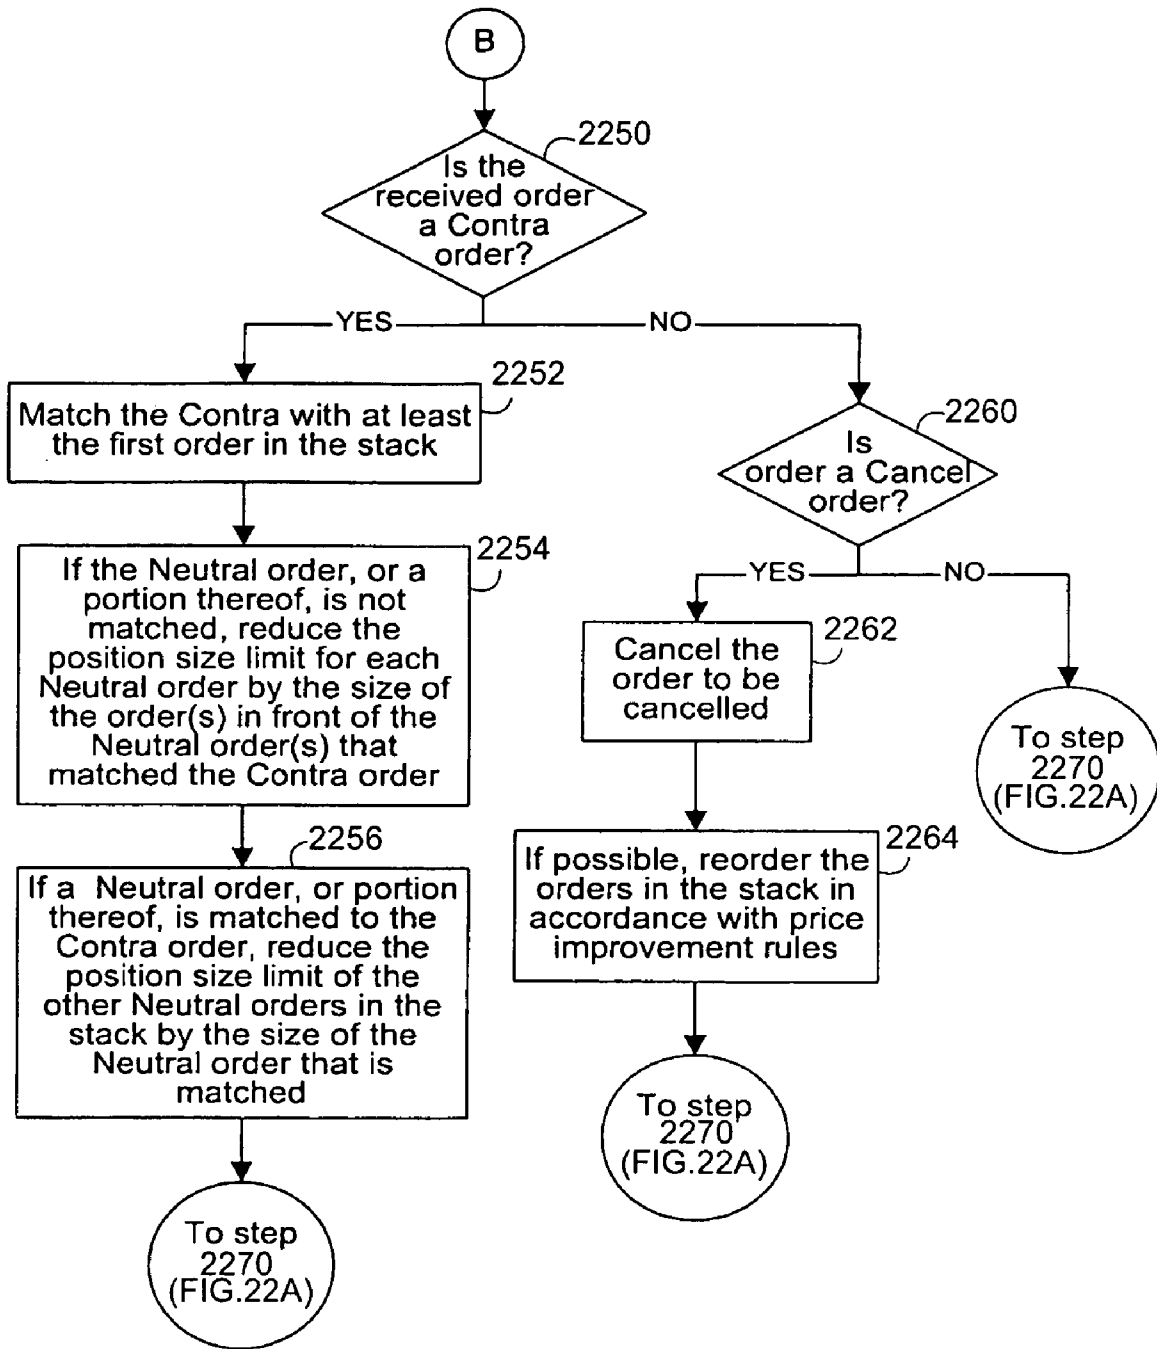 B
2250
Is the
received order
a Contra
order?
YES
NO
2252
Match the Contra with at least
the first order in the stack
2260
Is
order a Cancel
order?
2254
If the Neutral order, or a
portion thereof, is not
matched, reduce the
position size limit for each
Neutral order by the size of
the order(s) in front of the
Neutral order(s) that
matched the Contra order
YES
NO
2262
Cancel the
order to be
cancelled
To step
2270
(FIG.22A)
2256
If a Neutral order, or portion
thereof, is matched to the
Contra order, reduce the
position size limit of the
other Neutral orders in the
stack by the size of the
Neutral order that is
matched
2264
If possible, reorder the
orders in the stack in
accordance with price
improvement rules
To step
2270
(FIG.22A)
To step
2270
(FIG.22A)